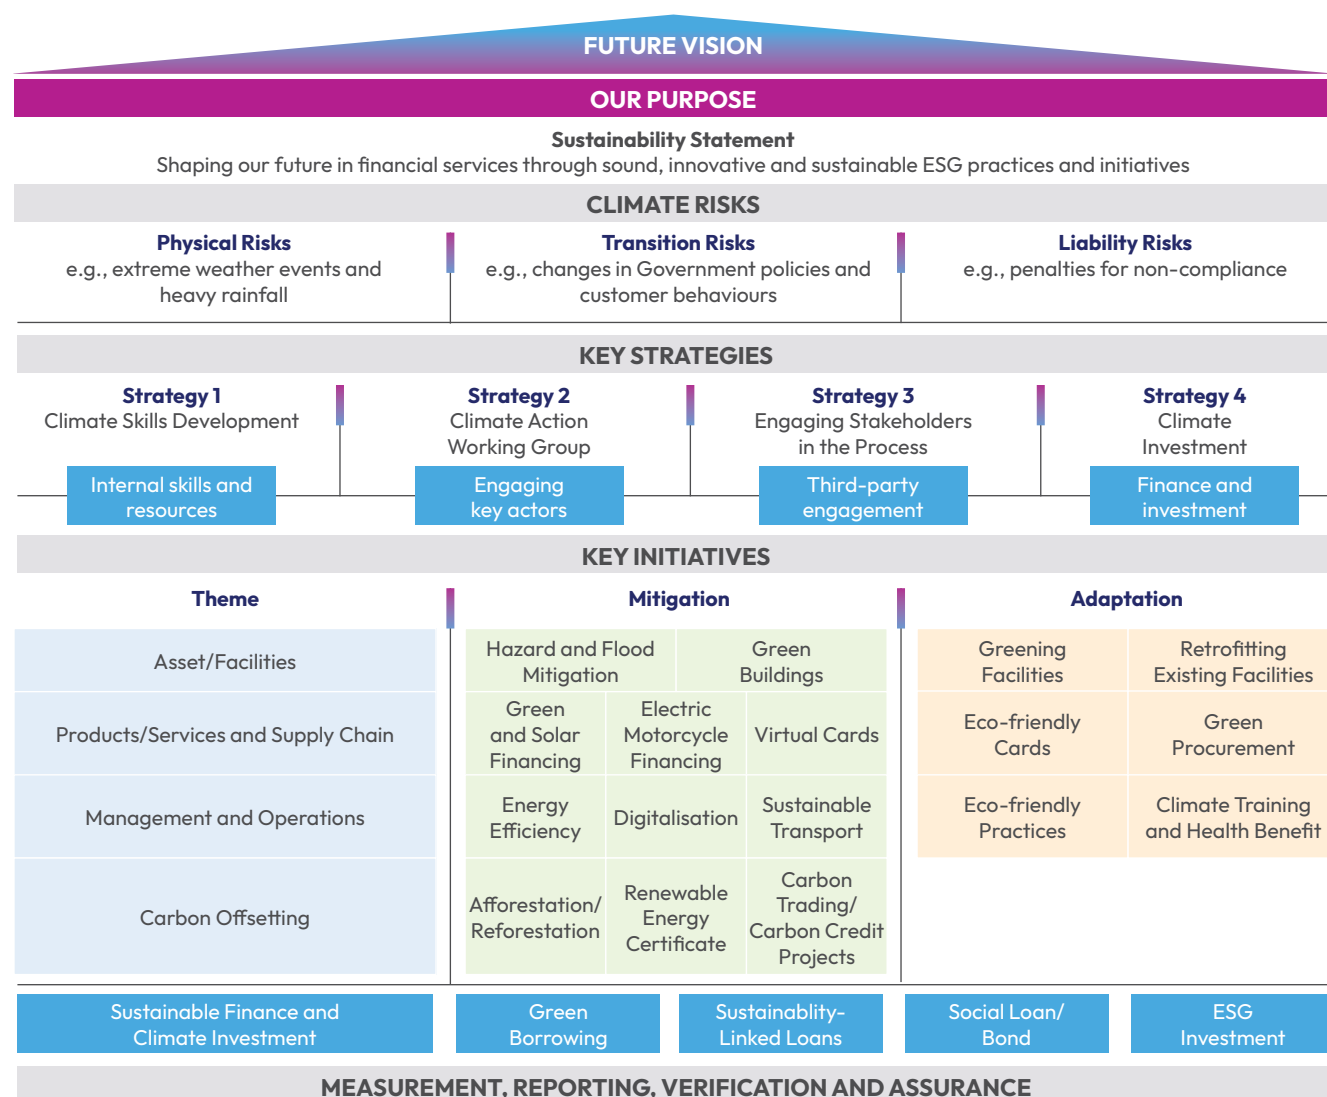 FUTURE VISION
OUR PURPOSE
Sustainability Statement
Shaping our future in financial services through sound, innovative and sustainable ESG practices and initiatives
CLIMATE RISKS
Physical Risks
e.g., extreme weather events and
heavy rainfall
Transition Risks
e.g., changes in Government policies and
customer behaviours
Liability Risks
e.g., penalties for non-compliance
KEY STRATEGIES
Strategy 1
Climate Skills Development
Internal skills and
resources
Strategy 2
Climate Action
Working Group
Engaging
key actors
Strategy 3
Engaging Stakeholders
in the Process
Third-party
engagement
Strategy 4
Climate
Investment
Finance and
investment
KEY INITIATIVES
Theme
Mitigation
Adaptation
Asset/Facilities
Hazard and Flood
Mitigation
Green
Buildings
Greening
Facilities
Retrofitting
Existing Facilities
Products/Services and Supply Chain
Green
and Solar
Financing
Electric
Motorcycle
Financing
Virtual Cards
Eco-friendly
Cards
Green
Procurement
Management and Operations
Energy
Efficiency
Digitalisation
Sustainable
Transport
Eco-friendly
Practices
Climate Training
and Health Benefit
Carbon Offsetting
Afforestation/
Reforestation
Renewable
Energy
Certificate
Carbon
Trading/
Carbon Credit
Projects
Sustainable Finance and
Climate Investment
Green
Borrowing
Sustainablity-
Linked Loans
Social Loan/
Bond
ESG
Investment
MEASUREMENT, REPORTING, VERIFICATION AND ASSURANCE